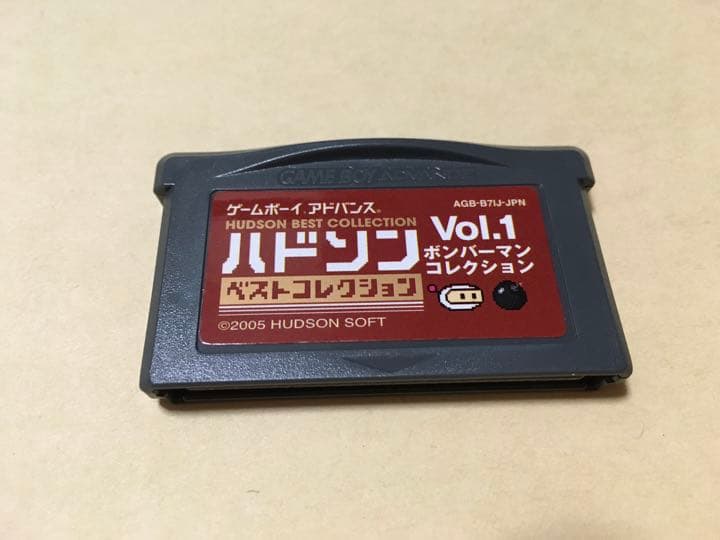 GAME BOY ADVANCE
AGB-B7IJ-JPN
ゲームボーイ アドバンス®
HUDSON BEST COLLECTION
ハドソン
ベストコレクション
Vol.1
ボンバーマン
コレクション
©2005 HUDSON SOFT